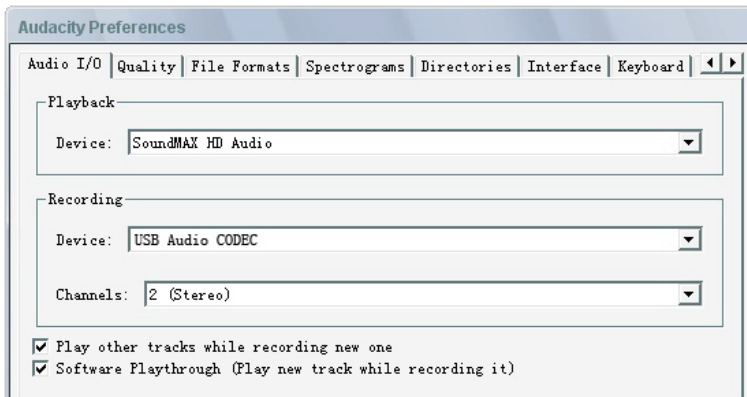 Audacity Preferences
Audio I/O Quality File Formats Spectrograms Directories Interface Keyboard
Playback
Device: SoundMAX HD Audio
Recording
Device: USB Audio CODEC
Channels: 2 (Stereo)
Play other tracks while recording new one
Software Playthrough (Play new track while recording it)